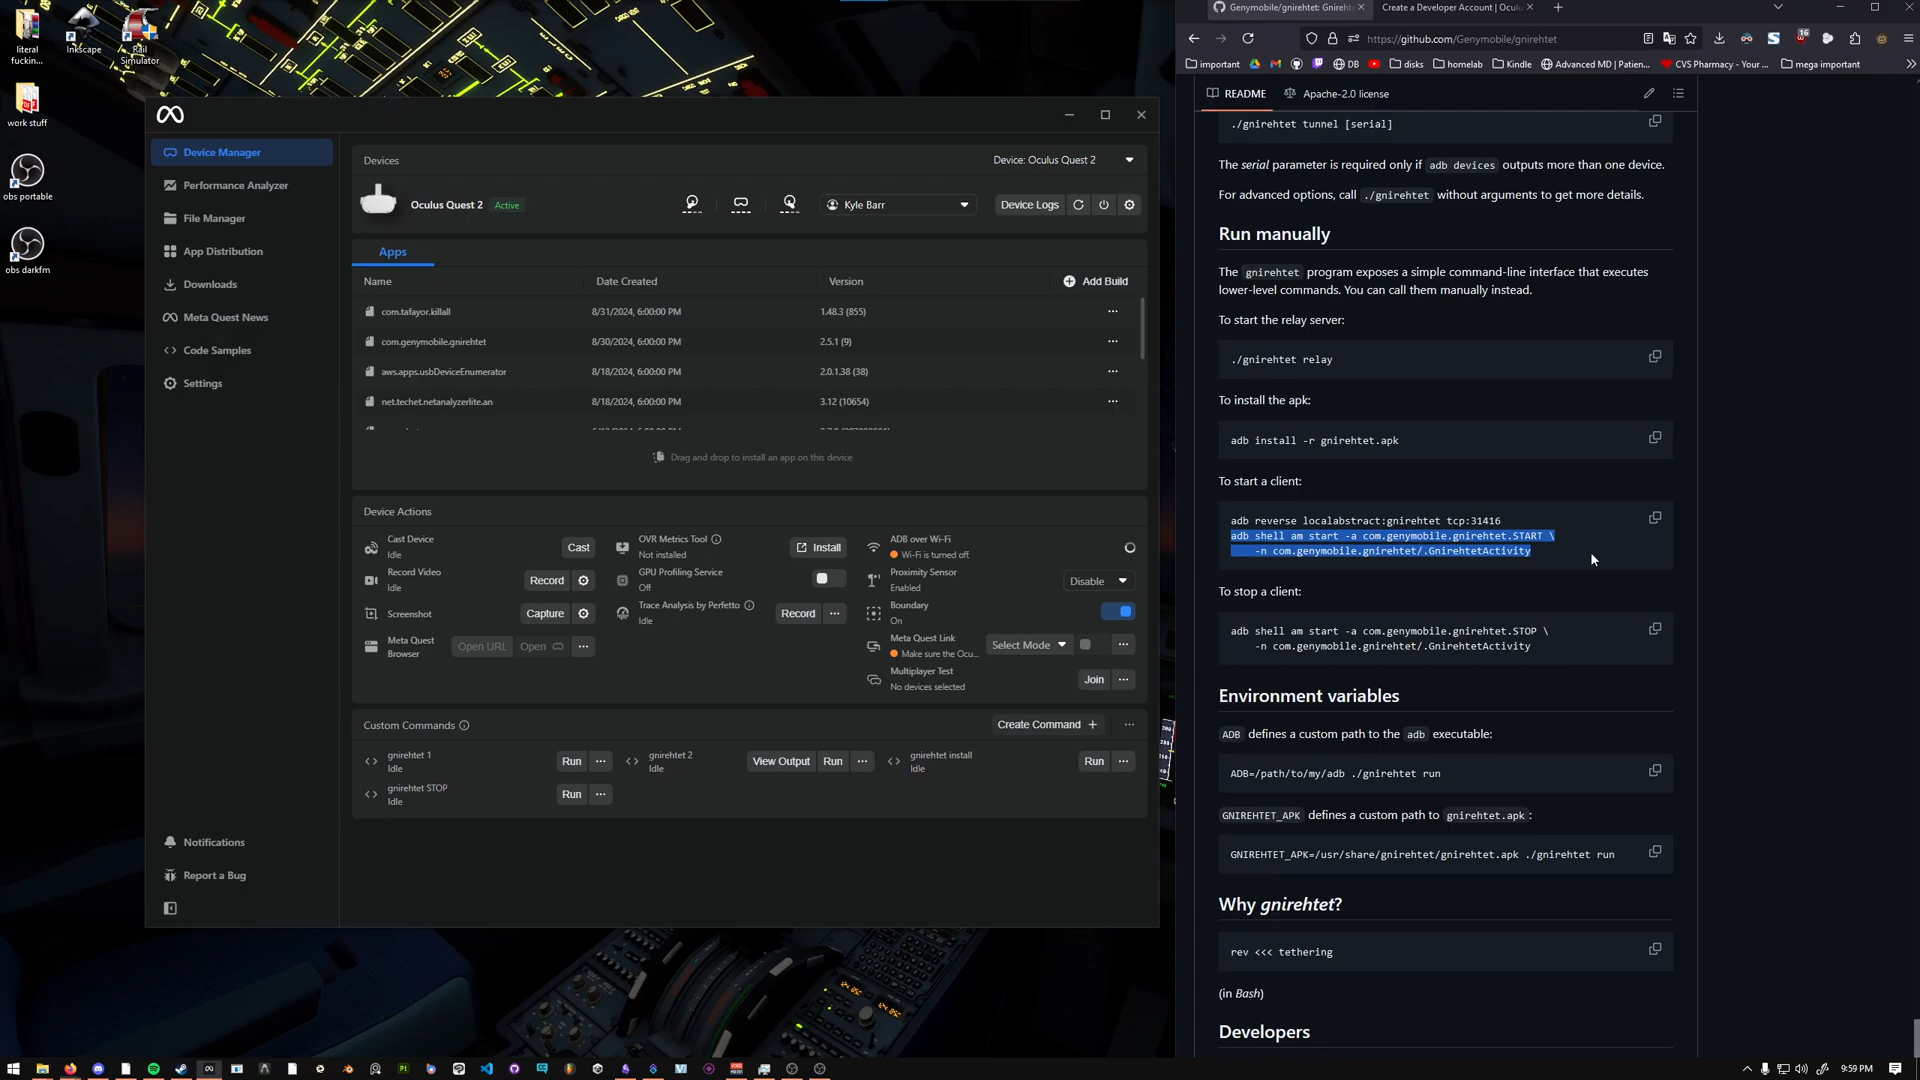 literal
fuckin...
Inkscape
Rail
Simulator
work stuff
obs portable
obs darkfm
Device Manager
Performance Analyzer
File Manager
App Distribution
Downloads
Meta Quest News
Code Samples
Settings
Notifications
Report a Bug
Devices
Device: Oculus Quest 2
Oculus Quest 2 Active
Kyle Barr
Device Logs
Apps
Name Date Created Version Add Build
com.tafayor.killall 8/31/2024, 6:00:00 PM 1.48.3 (855)
com.genymobile.gnirehtet 8/30/2024, 6:00:00 PM 2.5.1 (9)
aws.apps.usbDeviceEnumerator 8/18/2024, 6:00:00 PM 2.0.1.38 (38)
net.techet.netanalyzerlite.an 8/18/2024, 6:00:00 PM 3.12 (10654)
Drag and drop to install an app on this device
Device Actions
Cast Device
Idle
Cast
Record Video
Idle
Record
Screenshot
Capture
Meta Quest
Browser
Open URL
Open
OVR Metrics Tool
Not installed
Install
GPU Profiling Service
Off
Trace Analysis by Perfetto
Idle
Record
ADB over Wi-Fi
Wi-Fi is turned off.
Proximity Sensor
Enabled
Disable
Boundary
On
Meta Quest Link
Make sure the Ocu...
Select Mode
Multiplayer Test
No devices selected
Join
Custom Commands
Create Command +
gnirehtet 1
Idle
Run
gnirehtet 2
Idle
View Output
Run
gnirehtet install
Idle
Run
gnirehtet STOP
Idle
Run
Genymobile/gnirehtet: Gnireht
Create a Developer Account | Oculu
https://github.com/Genymobile/gnirehtet
16
important
DB
disks
homelab
Kindle
Advanced MD | Patien...
CVS Pharmacy - Your ...
mega important
README
Apache-2.0 license
./gnirehtet tunnel [serial]
The serial parameter is required only if adb devices outputs more than one device.
For advanced options, call ./gnirehtet without arguments to get more details.
Run manually
The gnirehtet program exposes a simple command-line interface that executes
lower-level commands. You can call them manually instead.
To start the relay server:
./gnirehtet relay
To install the apk:
adb install -r gnirehtet.apk
To start a client:
adb reverse localabstract:gnirehtet tcp:31416
adb shell am start -a com.genymobile.gnirehtet.START \
-n com.genymobile.gnirehtet/.GnirehtetActivity
To stop a client:
adb shell am start -a com.genymobile.gnirehtet.STOP \
-n com.genymobile.gnirehtet/.GnirehtetActivity
Environment variables
ADB defines a custom path to the adb executable:
ADB=/path/to/my/adb ./gnirehtet run
GNIREHTET_APK defines a custom path to gnirehtet.apk:
GNIREHTET_APK=/usr/share/gnirehtet/gnirehtet.apk ./gnirehtet run
Why gnirehtet?
rev <<< tethering
(in Bash)
Developers
9:59 PM